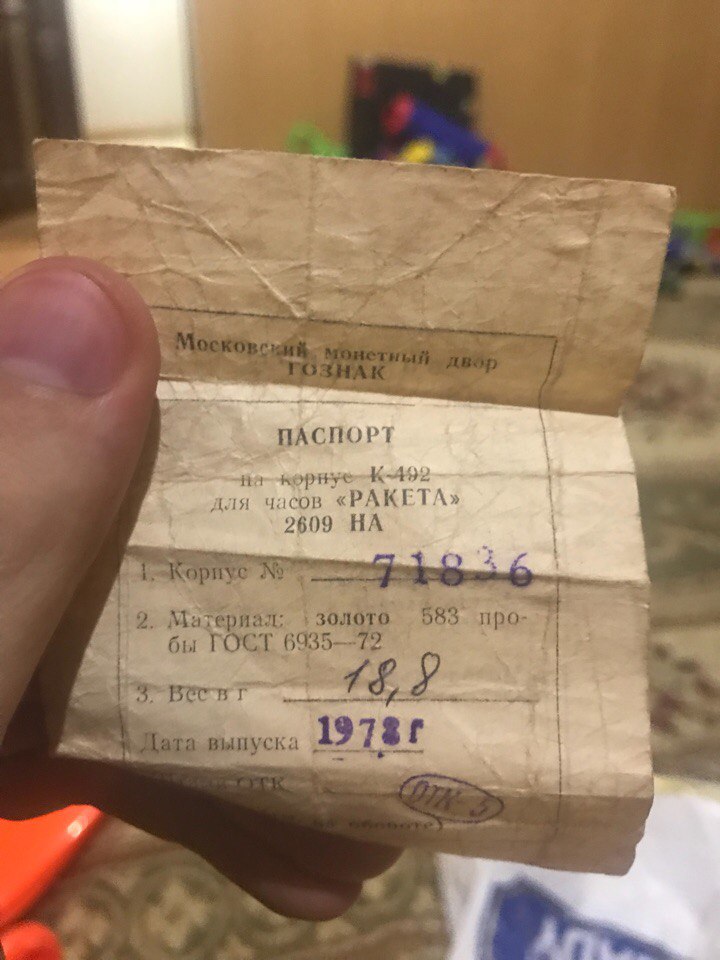 Московский монетный двор
ГОЗНАК
ПАСПОРТ
на корпус К-492
для часов «РАКЕТА»
2609 НА
1. Корпус № 71836
2. Материал: золото 583 про-
бы ГОСТ 6935—72
3. Вес в г 18,8
Дата выпуска 1978 г
ОТК
ОТК 5
обороте)